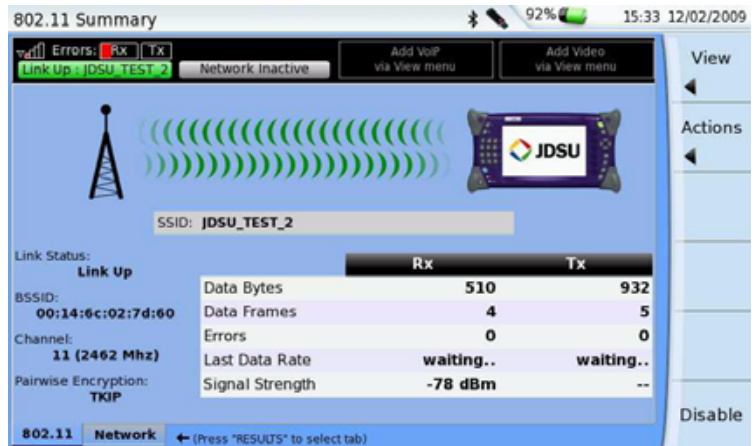 802.11 Summary 92% 15:33 12/02/2009
Errors: Rx Tx
Link Up : JDSU_TEST_2 Network Inactive Add VoIP via View menu Add Video via View menu
View
Actions
JDSU
SSID: JDSU_TEST_2
Link Status:
Link Up
BSSID:
00:14:6c:02:7d:60
Channel:
11 (2462 Mhz)
Pairwise Encryption:
TKIP
Rx Tx
Data Bytes 510 932
Data Frames 4 5
Errors 0 0
Last Data Rate waiting.. waiting..
Signal Strength -78 dBm --
Disable
802.11 Network ← (Press "RESULTS" to select tab)